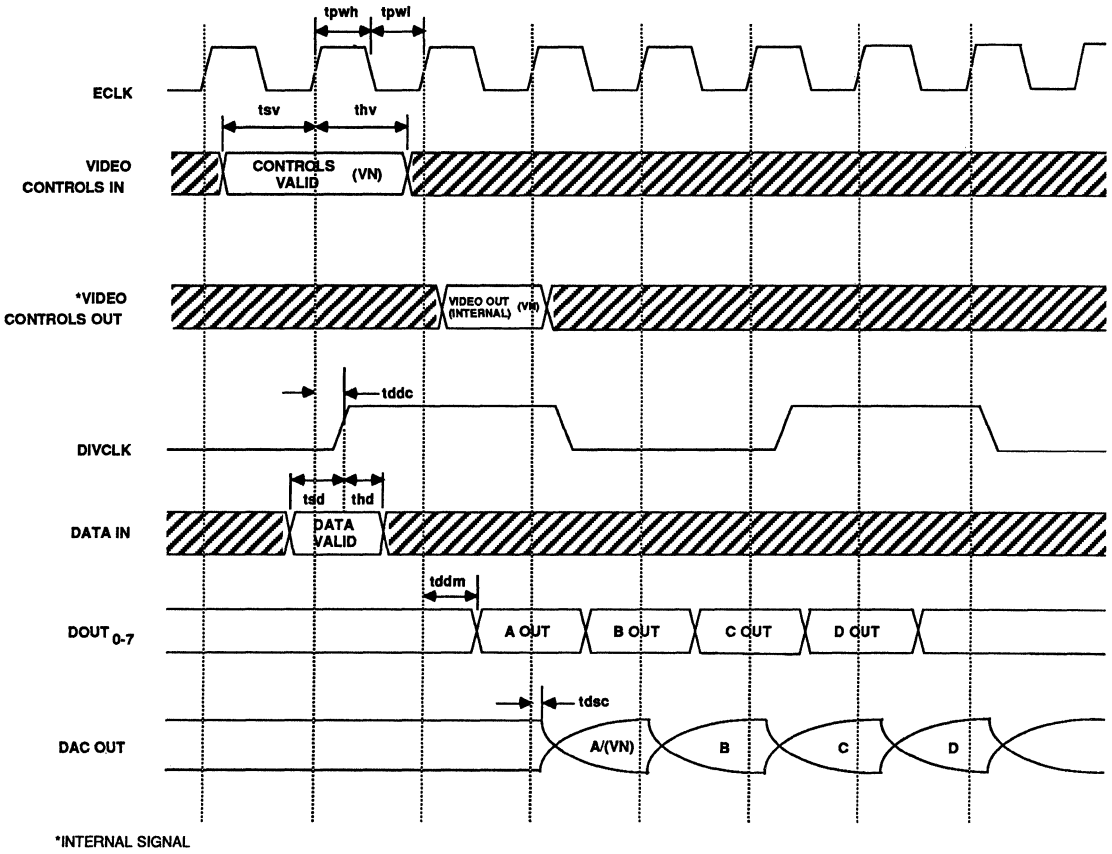 tpwh tpwl
ECLK
tsv thv
VIDEO
CONTROLS IN
CONTROLS
VALID (VN)
*VIDEO
CONTROLS OUT
VIDEO OUT
(INTERNAL) (VN)
tddc
DIVCLK
tsd thd
DATA IN
DATA
VALID
tddm
DOUT 0-7
A OUT B OUT C OUT D OUT
tdsc
DAC OUT
A/(VN) B C D
*INTERNAL SIGNAL